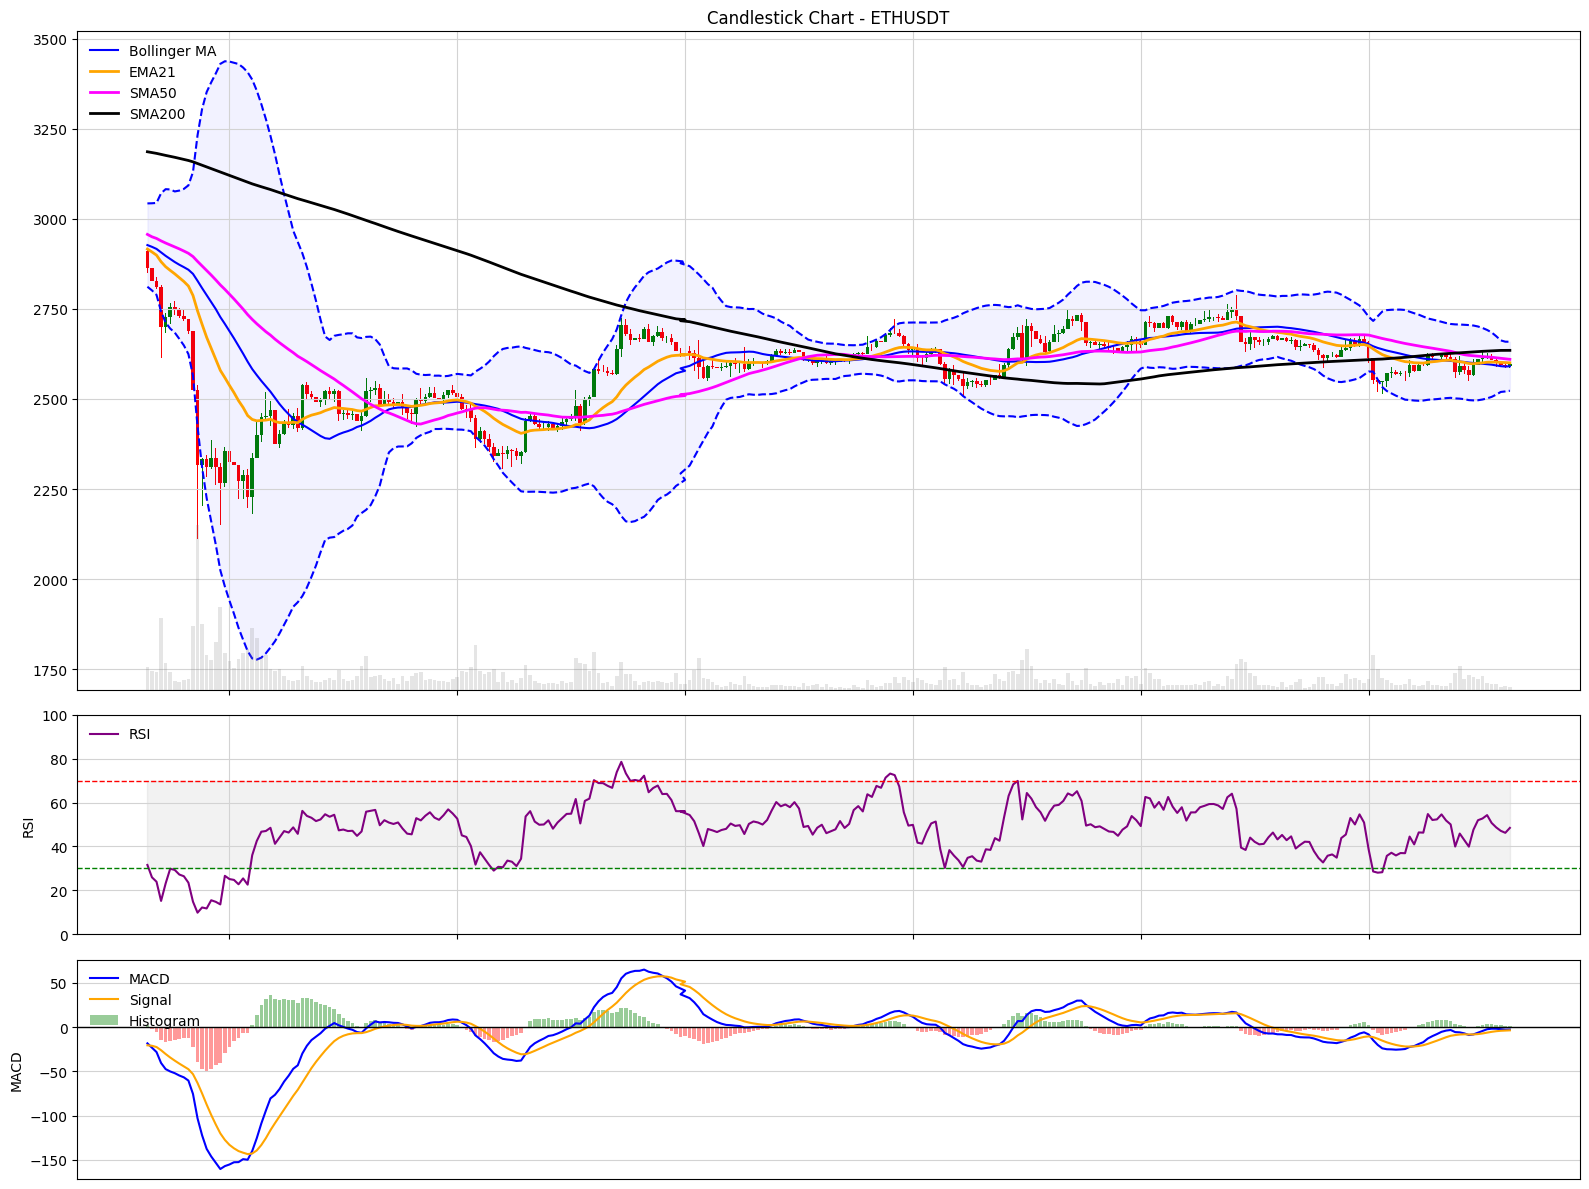 Candlestick Chart - ETHUSDT
3500
3250
3000
2750
2500
2250
2000
1750
Bollinger MA
EMA21
SMA50
SMA200
100
80
60
40
20
0
RSI
RSI
50
0
−50
−100
−150
MACD
MACD
Signal
Histogram